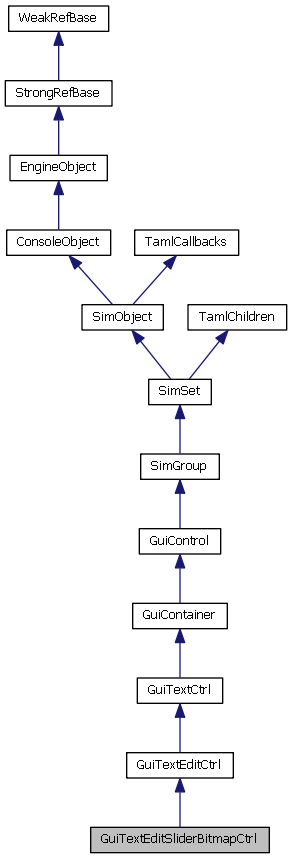 WeakRefBase
StrongRefBase
EngineObject
ConsoleObject
TamlCallbacks
SimObject
TamlChildren
SimSet
SimGroup
GuiControl
GuiContainer
GuiTextCtrl
GuiTextEditCtrl
GuiTextEditSliderBitmapCtrl